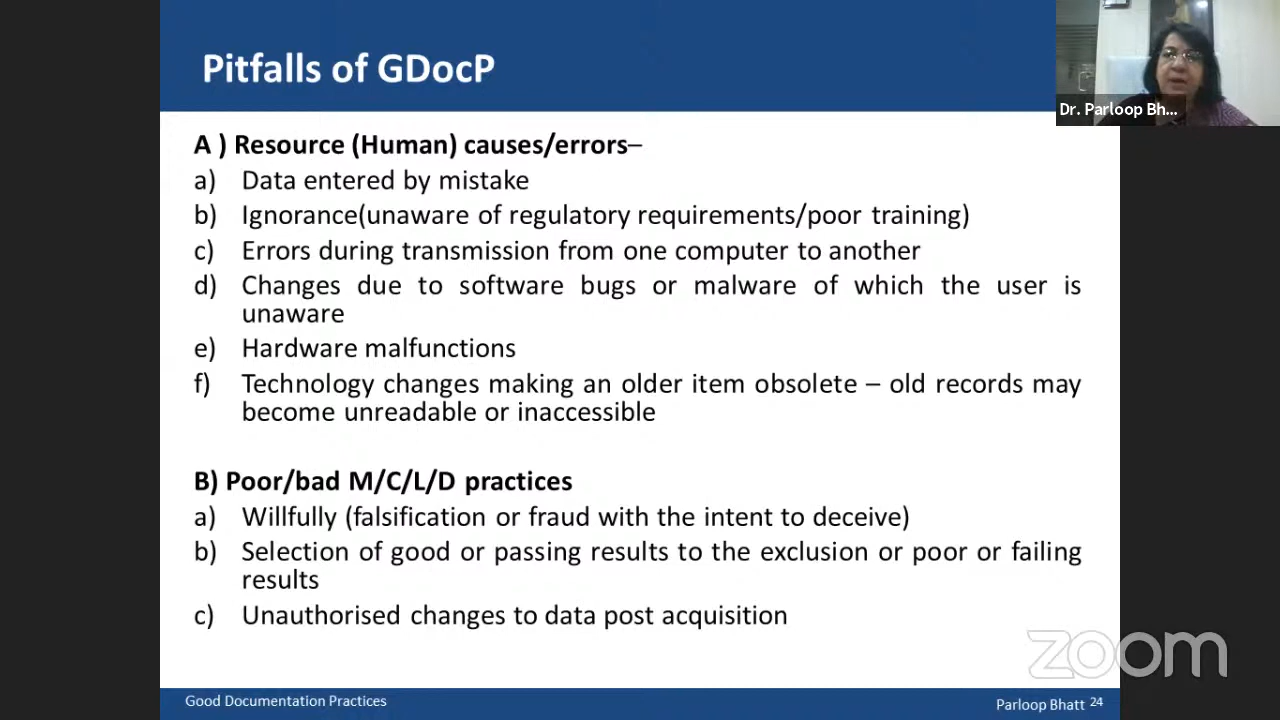 Pitfalls of GDocP
Dr. Parloop Bh...
A ) Resource (Human) causes/errors–
a) Data entered by mistake
b) Ignorance(unaware of regulatory requirements/poor training)
c) Errors during transmission from one computer to another
d) Changes due to software bugs or malware of which the user is
unaware
e) Hardware malfunctions
f) Technology changes making an older item obsolete – old records may
become unreadable or inaccessible
B) Poor/bad M/C/L/D practices
a) Willfully (falsification or fraud with the intent to deceive)
b) Selection of good or passing results to the exclusion or poor or failing
results
c) Unauthorised changes to data post acquisition
zoom
Good Documentation Practices
Parloop Bhatt 24